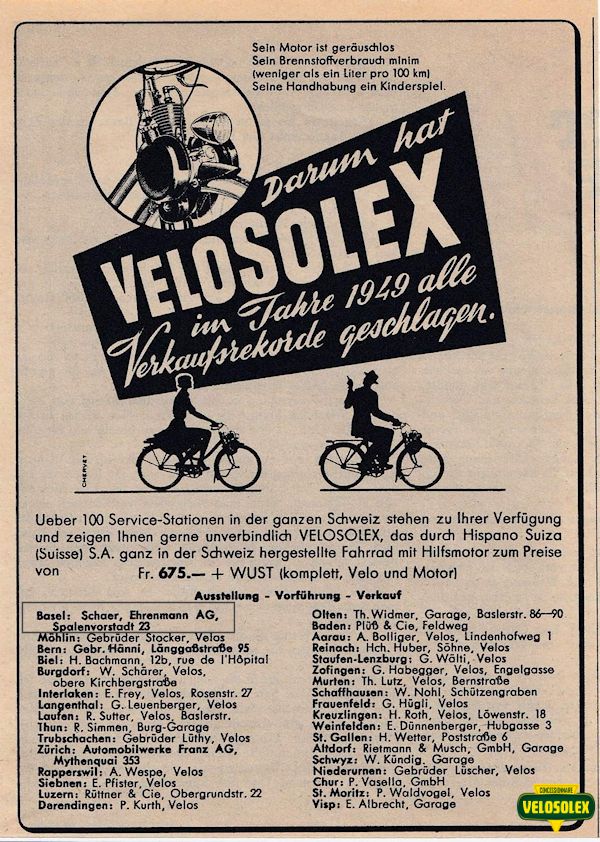 Sein Motor ist geräuschlos
Sein Brennstoffverbrauch minim
(weniger als ein Liter pro 100 km)
Seine Handhabung ein Kinderspiel.
Darum hat
VELOSOLEX
im Jahre 1949 alle
Verkaufsrekorde geschlagen.
CHERVET
Ueber 100 Service-Stationen in der ganzen Schweiz stehen zu Ihrer Verfügung
und zeigen Ihnen gerne unverbindlich VELOSOLEX, das durch Hispano Suiza
(Suisse) S.A. ganz in der Schweiz hergestellte Fahrrad mit Hilfsmotor zum Preise
von Fr. 675.— + WUST (komplett, Velo und Motor)
Ausstellung - Vorführung - Verkauf
Basel: Schaer, Ehrenmann AG,
Spalenvorstadt 23
Möhlin: Gebrüder Stocker, Velos
Bern: Gebr. Hänni, Länggaßstraße 95
Biel: H. Bachmann, 12b, rue de l'Hôpital
Burgdorf: W. Schärer, Velos,
obere Kirchbergstraße
Interlaken: E. Frey, Velos, Rosenstr. 27
Langenthal: G. Leuenberger, Velos
Laufen: R. Sutter, Velos, Baslerstr.
Thun: R. Simmen, Burg-Garage
Trubschachen: Gebrüder Lüthy, Velos
Zürich: Automobilwerke Franz AG,
Mythenquai 353
Rapperswil: A. Wespe, Velos
Siebnen: E. Pfister, Velos
Luzern: Rüttner & Cie, Obergrundstr. 22
Derendingen: P. Kurth, Velos
Olten: Th. Widmer, Garage, Baslerstr. 86—90
Baden: Plüß & Cie, Feldweg
Aarau: A. Bolliger, Velos, Lindenhofweg 1
Reinach: Hch. Huber, Söhne, Velos
Staufen-Lenzburg: G. Wälti, Velos
Zofingen: G. Habegger, Velos, Engelgasse
Murten: Th. Lutz, Velos, Bernstraße
Schaffhausen: W. Nohl, Schützengraben
Frauenfeld: G. Hügli, Velos
Kreuzlingen: H. Roth, Velos, Löwenstr. 18
Weinfelden: E. Dünnenberger, Hubgasse 3
St. Gallen: H. Wetter, Poststraße 6
Altdorf: Rietmann & Musch, GmbH, Garage
Schwyz: W. Kündig, Garage
Niederurnen: Gebrüder Lüscher, Velos
Chur: P. Vasella, GmbH
St. Moritz: P. Waldvogel, Velos
Visp: E. Albrecht, Garage
CONCESSIONNAIRE
VELOSOLEX